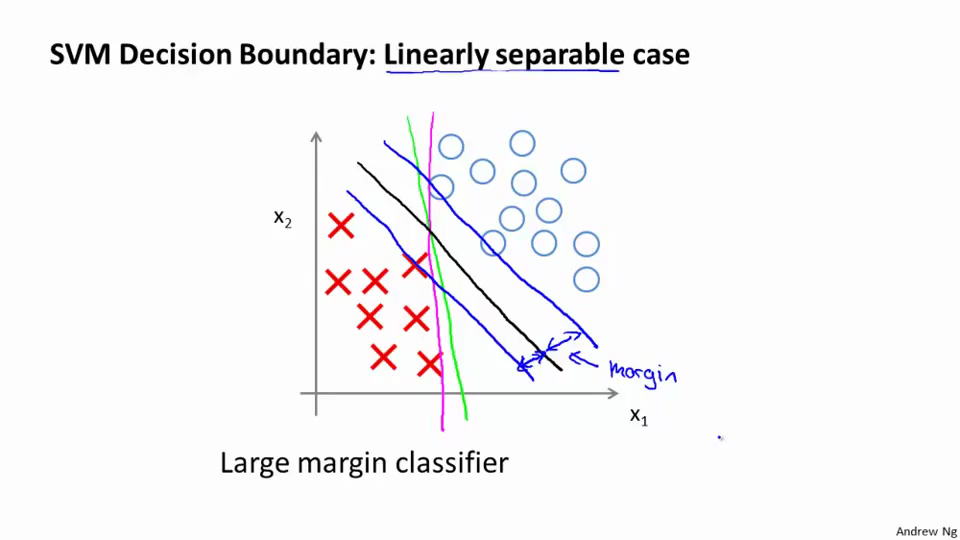 SVM Decision Boundary: Linearly separable case
x2
margin
x1
Large margin classifier
Andrew Ng